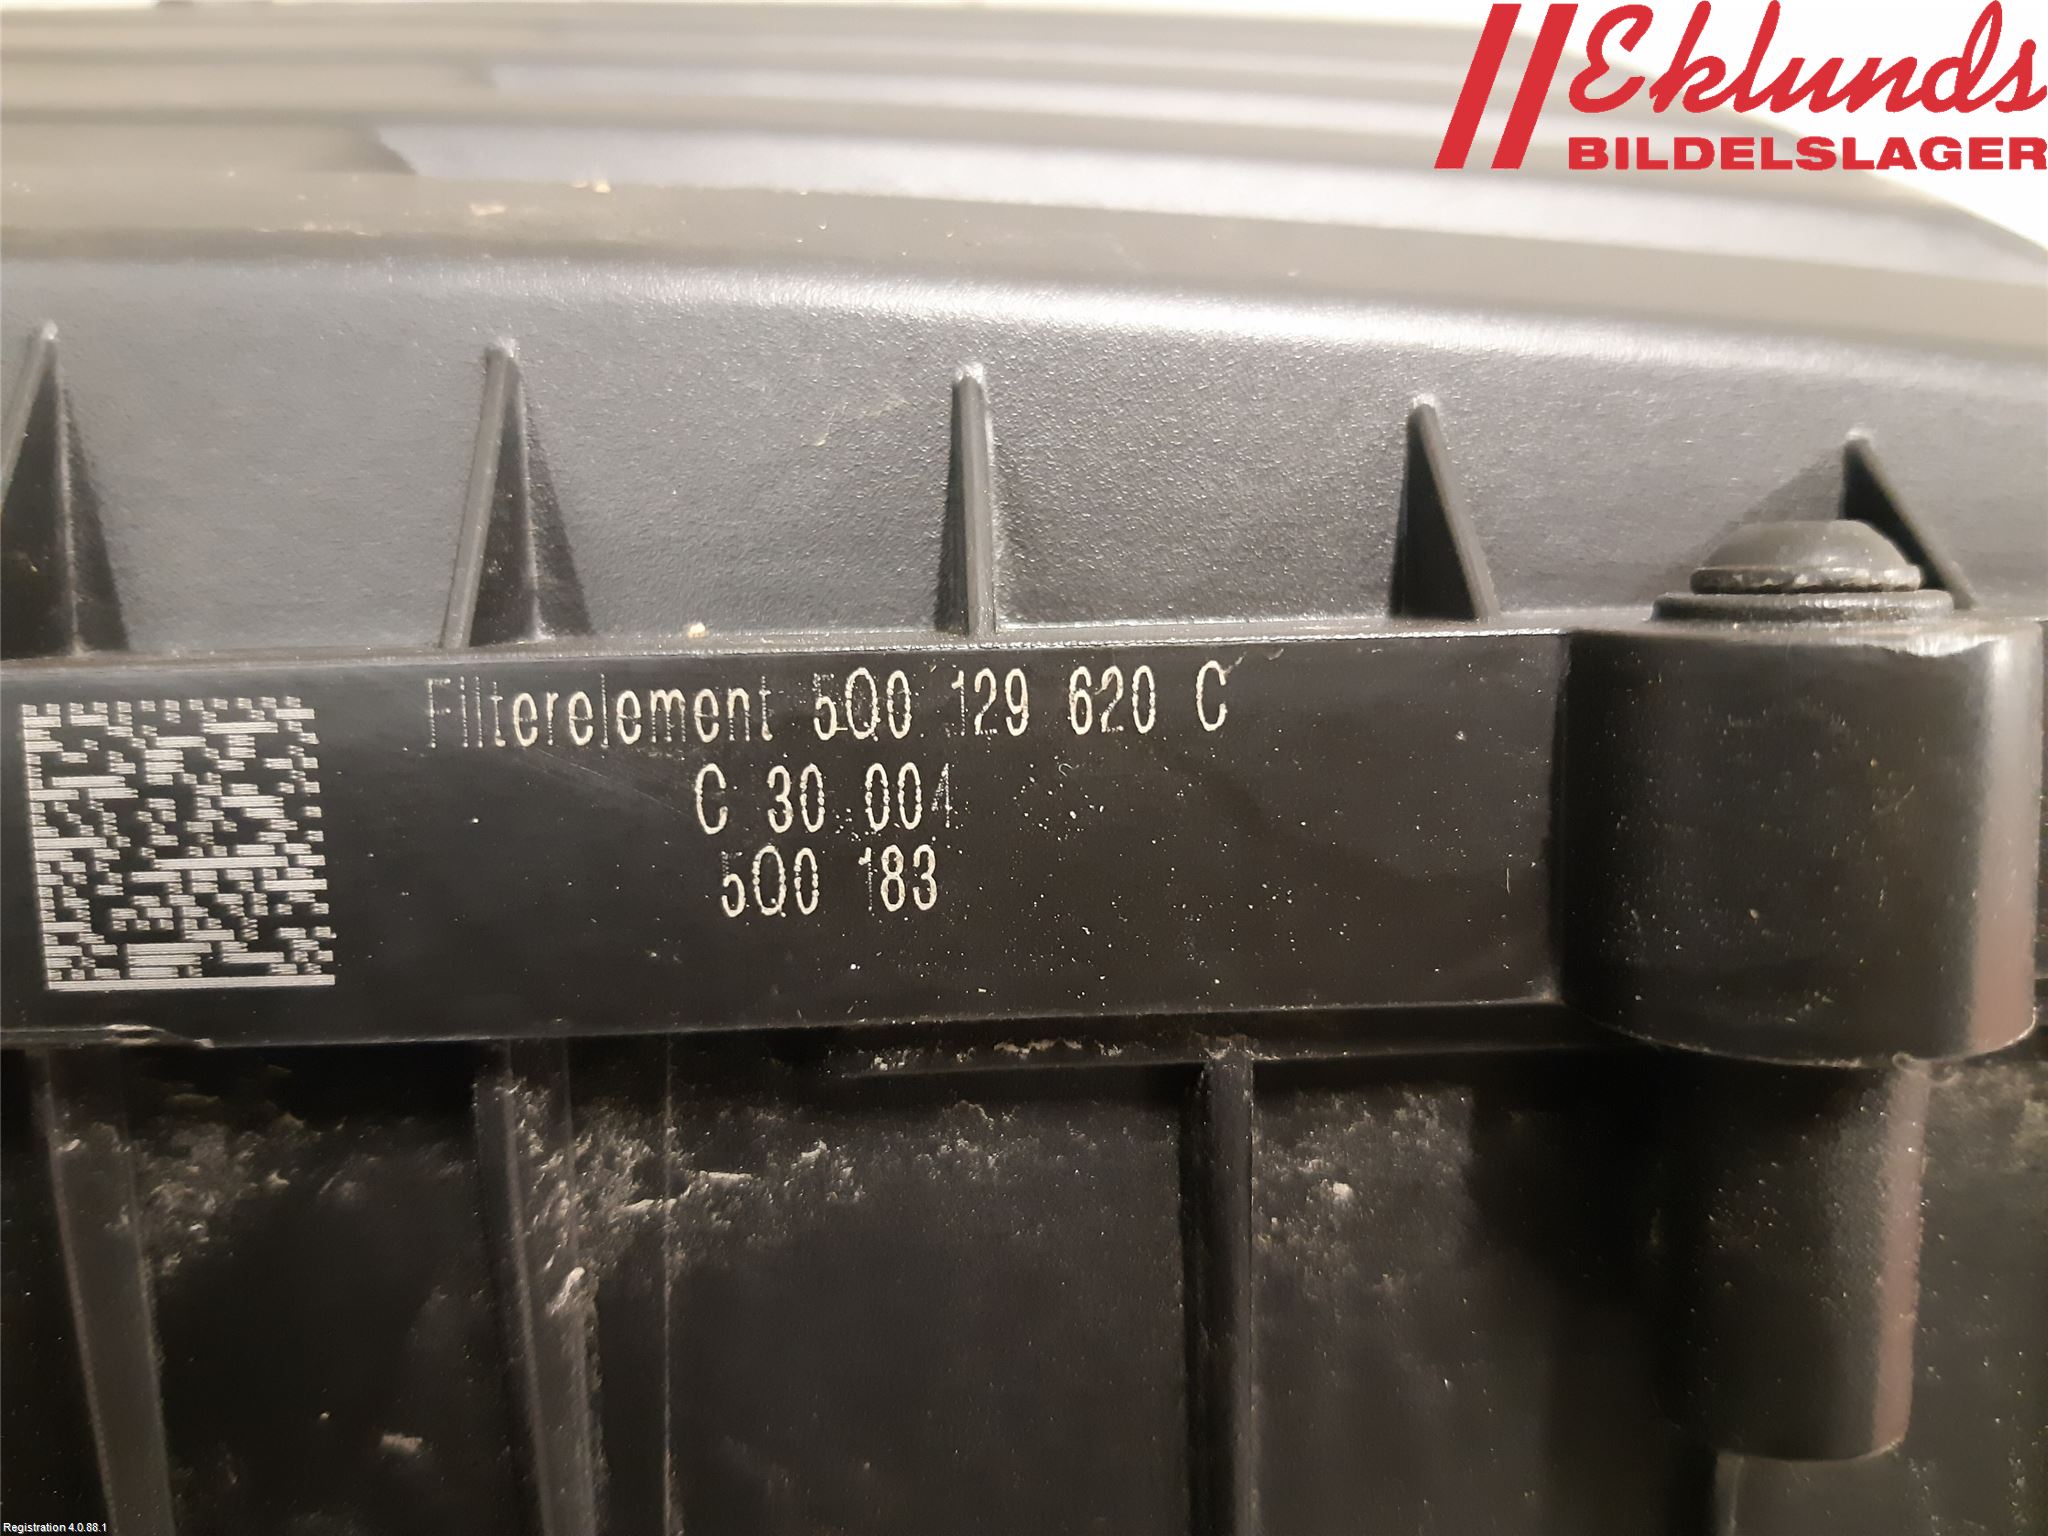 Eklunds
BILDELSLAGER
Filterelement 5Q0 129 620 C
C 30 004
5Q0 183
Registration 4.0.88.1